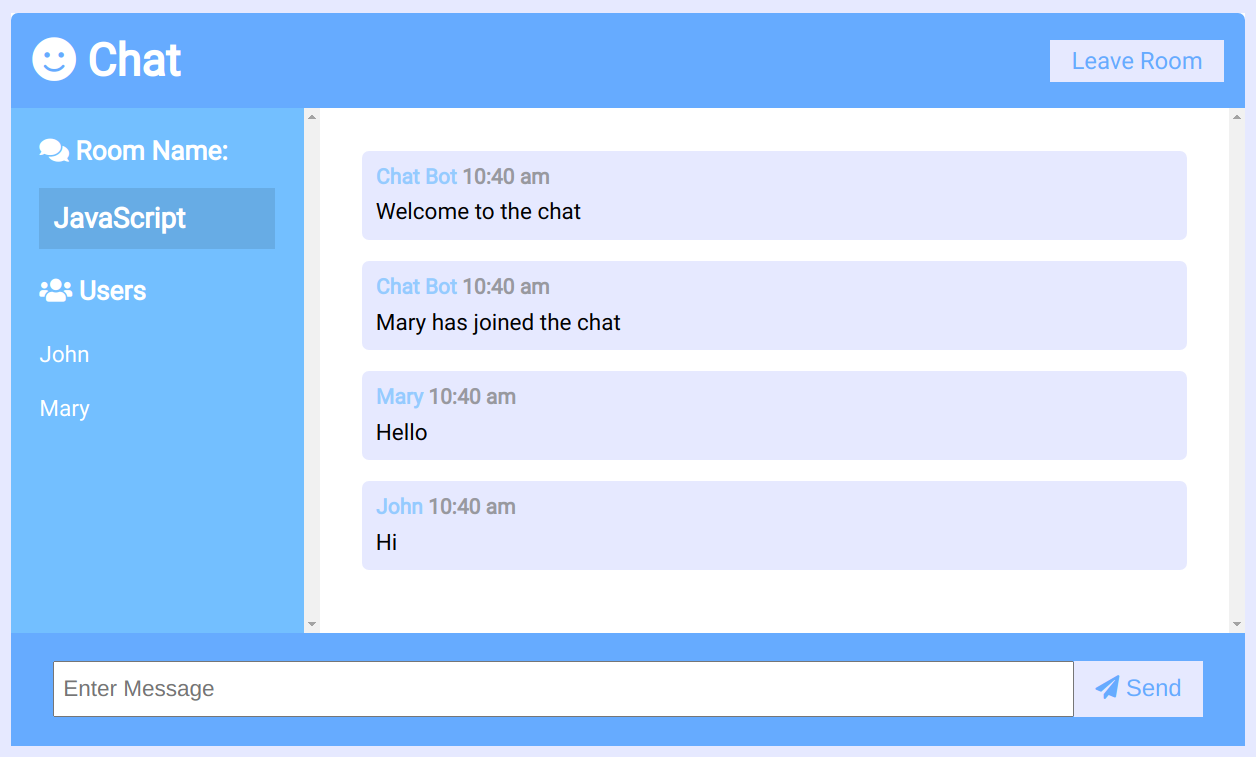 Chat
Leave Room
Room Name:
JavaScript
Users
John
Mary
Chat Bot 10:40 am
Welcome to the chat
Chat Bot 10:40 am
Mary has joined the chat
Mary 10:40 am
Hello
John 10:40 am
Hi
Enter Message
Send